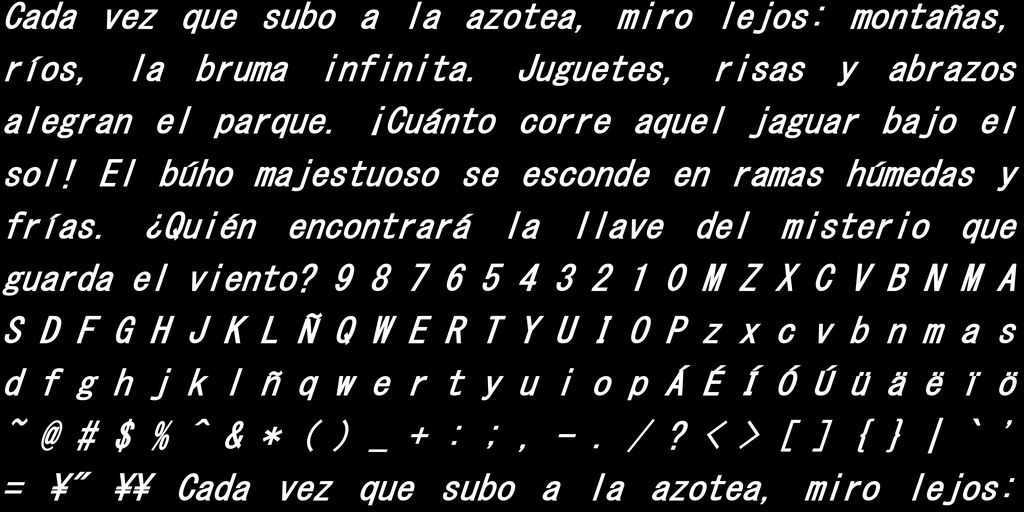 Cada vez que subo a la azotea, miro lejos: montañas,
ríos, la bruma infinita. Juguetes, risas y abrazos
alegran el parque. ¡Cuánto corre aquel jaguar bajo el
sol! El búho majestuoso se esconde en ramas húmedas y
frías. ¿Quién encontrará la llave del misterio que
guarda el viento? 9 8 7 6 5 4 3 2 1 0 M Z X C V B N M A
S D F G H J K L Ñ Q W E R T Y U I O P z x c v b n m a s
d f g h j k l ñ q w e r t y u i o p Á É Í Ó Ú ü ä ë ï ö
~ @ # $ % ^ & * ( ) _ + : ; , - . / ? < > [ ] { } | ` '
= ¥" ¥¥ Cada vez que subo a la azotea, miro lejos: